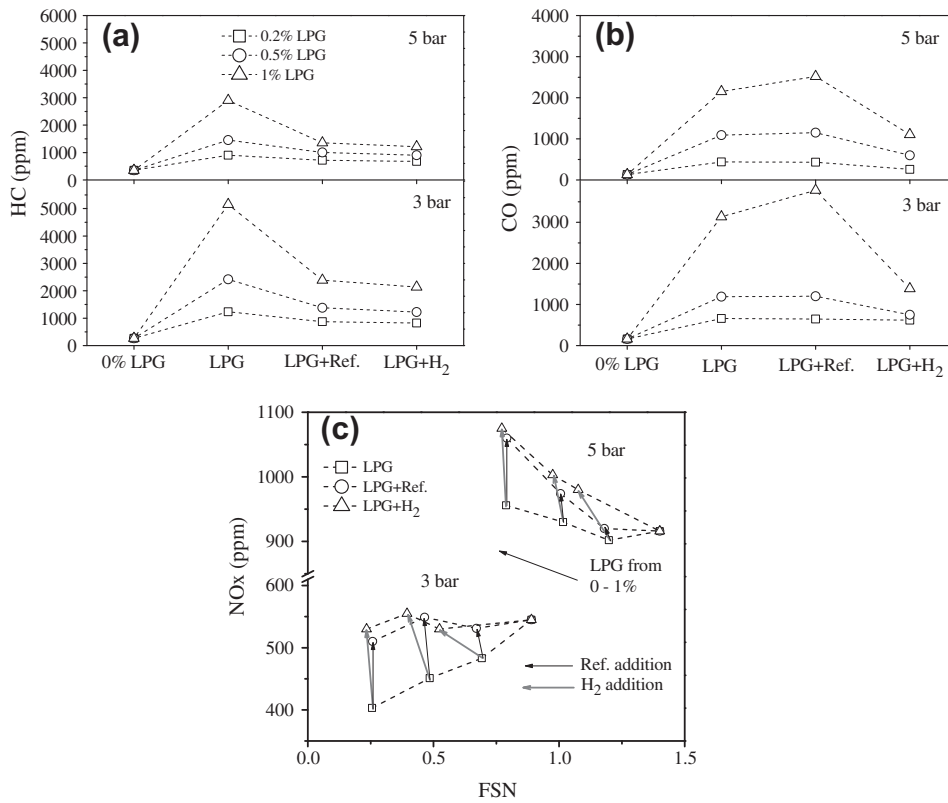 (a)
5 bar
0.2% LPG
0.5% LPG
1% LPG
6000
5000
4000
3000
2000
1000
0
3 bar
5000
4000
3000
2000
1000
0
HC (ppm)
0% LPG LPG LPG+Ref. LPG+H2
(b)
5 bar
4000
3000
2000
1000
0
3 bar
3000
2000
1000
0
CO (ppm)
0% LPG LPG LPG+Ref. LPG+H2
(c)
5 bar
LPG
LPG+Ref.
LPG+H2
1100
1000
900
600
500
400
NOx (ppm)
LPG from
0 - 1%
3 bar
Ref. addition
H2 addition
0.0 0.5 1.0 1.5
FSN